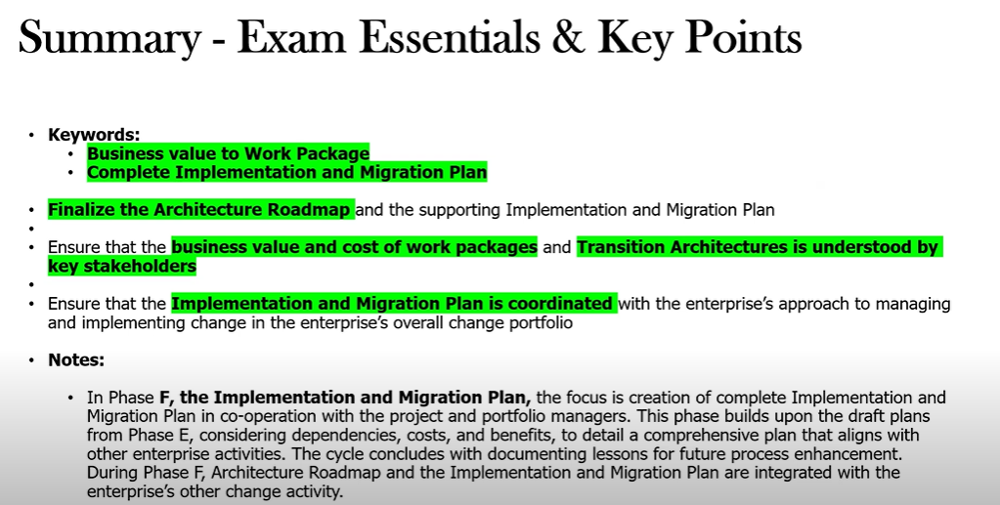 Summary - Exam Essentials & Key Points
• Keywords:
• Business value to Work Package
• Complete Implementation and Migration Plan
• Finalize the Architecture Roadmap and the supporting Implementation and Migration Plan
•
• Ensure that the business value and cost of work packages and Transition Architectures is understood by
key stakeholders
•
• Ensure that the Implementation and Migration Plan is coordinated with the enterprise’s approach to managing
and implementing change in the enterprise’s overall change portfolio
• Notes:
• In Phase F, the Implementation and Migration Plan, the focus is creation of complete Implementation and
Migration Plan in co-operation with the project and portfolio managers. This phase builds upon the draft plans
from Phase E, considering dependencies, costs, and benefits, to detail a comprehensive plan that aligns with
other enterprise activities. The cycle concludes with documenting lessons for future process enhancement.
During Phase F, Architecture Roadmap and the Implementation and Migration Plan are integrated with the
enterprise’s other change activity.